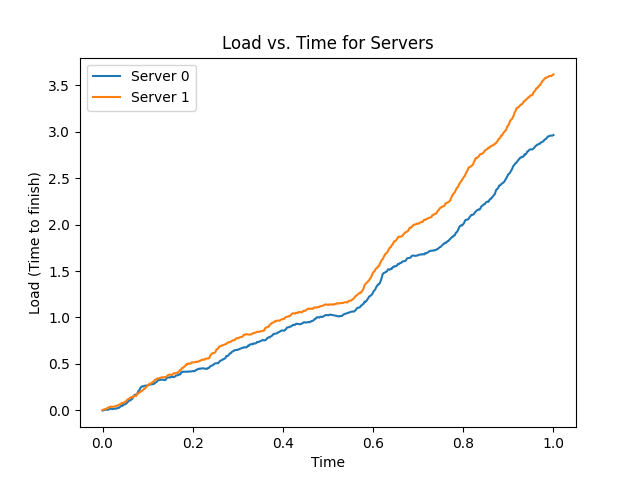 Load vs. Time for Servers
Server 0
Server 1
Load (Time to finish)
3.5
3.0
2.5
2.0
1.5
1.0
0.5
0.0
0.0 0.2 0.4 0.6 0.8 1.0
Time